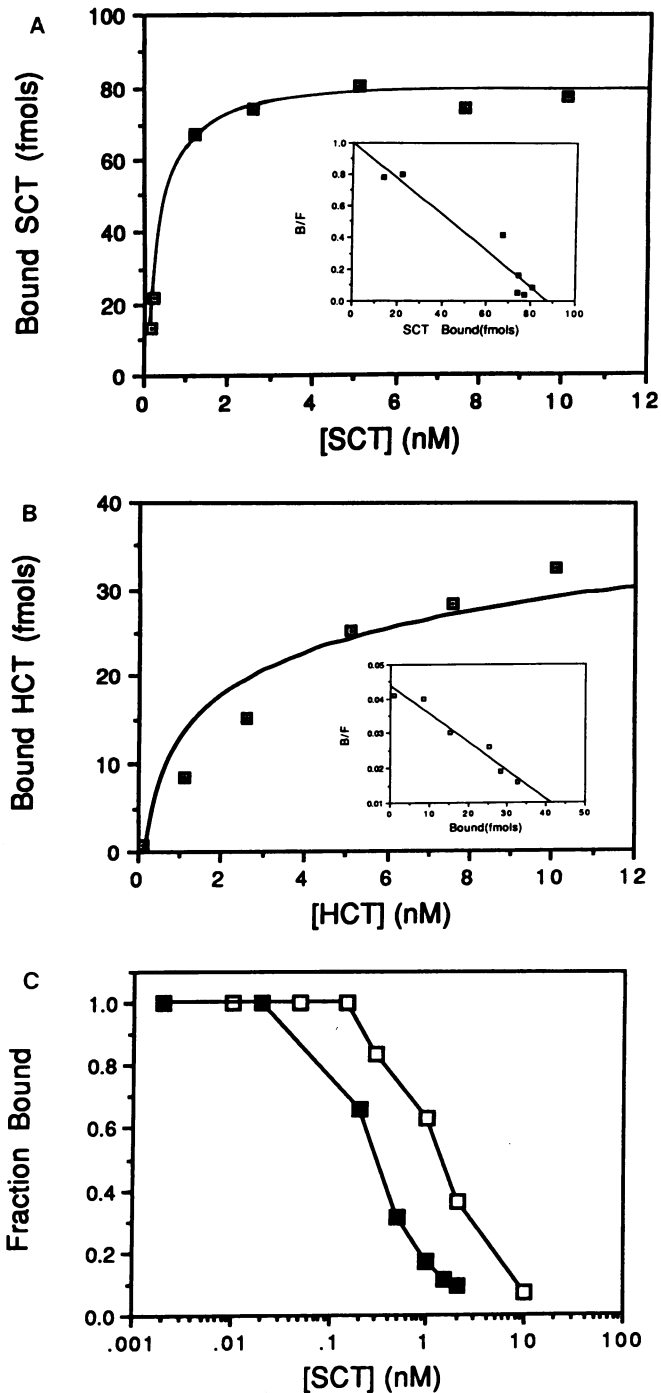 A
Bound SCT (fmols)
100
80
60
40
20
0
0 2 4 6 8 10 12
[SCT] (nM)
B/F
1.0
0.8
0.6
0.4
0.2
0.0
0 20 40 60 80 100
SCT Bound(fmols)
B
Bound HCT (fmols)
40
30
20
10
0
0 2 4 6 8 10 12
[HCT] (nM)
B/F
0.05
0.04
0.03
0.02
0.01
0 10 20 30 40 50
Bound(fmols)
C
Fraction Bound
1.0
0.8
0.6
0.4
0.2
0.0
.001 .01 .1 1 10 100
[SCT] (nM)